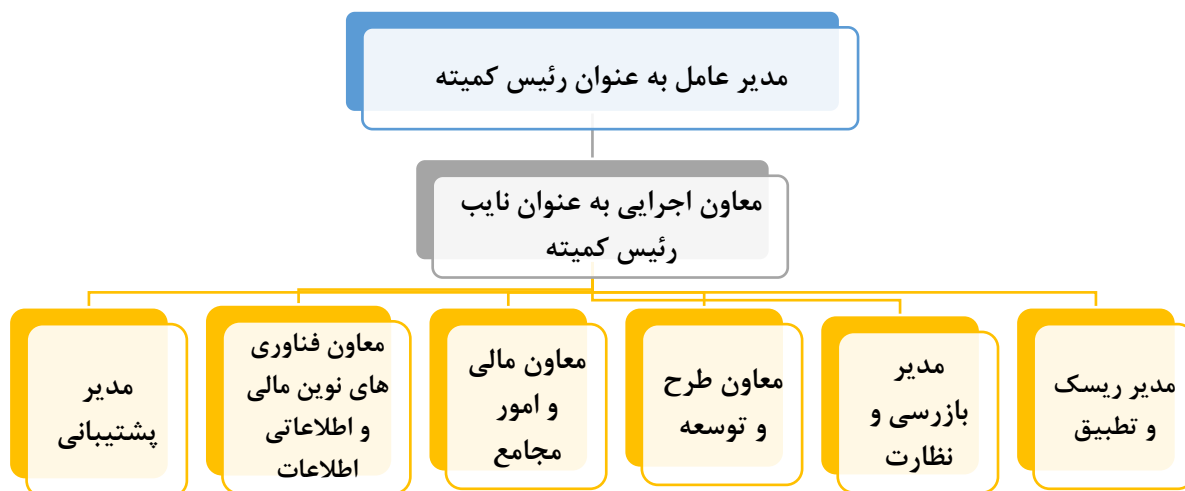 مدیر عامل به عنوان رئیس کمیته
معاون اجرایی به عنوان نایب
رئیس کمیته
مدیر ریسک
و تطبیق
مدیر
بازرسی و
نظارت
معاون طرح
و توسعه
معاون مالی
و امور
مجامع
معاون فناوری
های نوین مالی
و اطلاعاتی
اطلاعات
مدیر
پشتیبانی